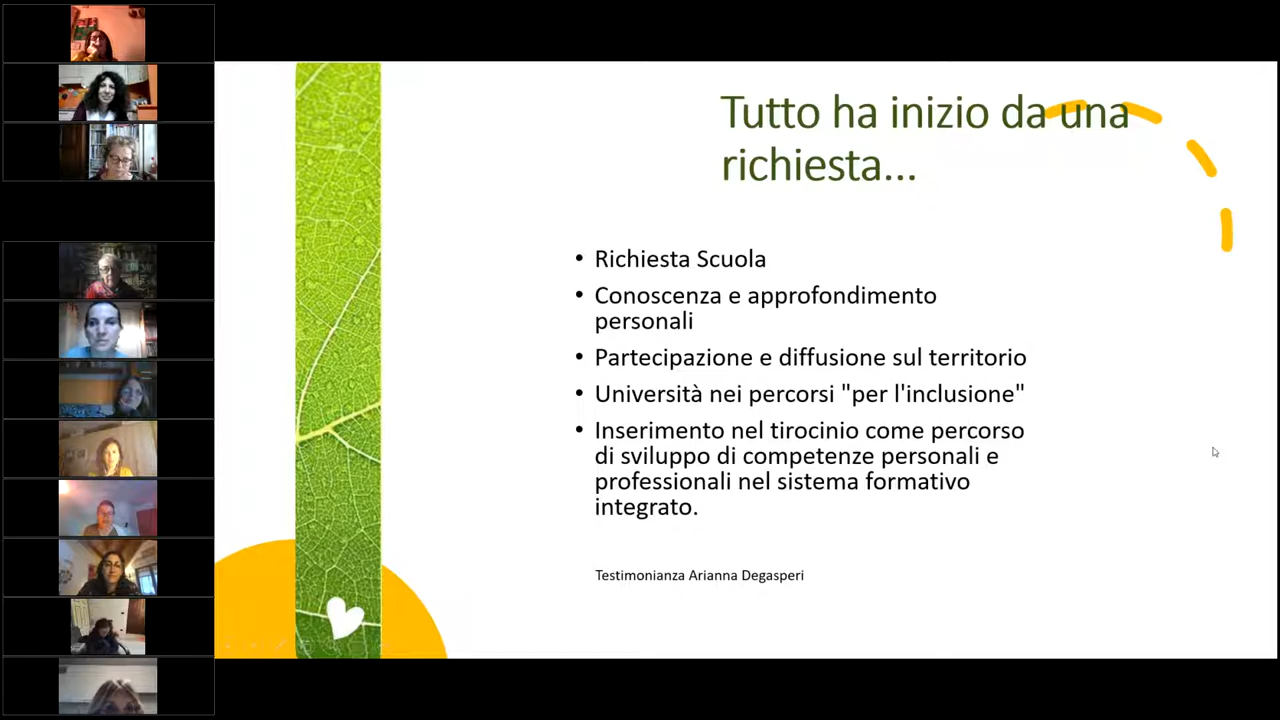 Tutto ha inizio da una
richiesta...
• Richiesta Scuola
• Conoscenza e approfondimento
personali
• Partecipazione e diffusione sul territorio
• Università nei percorsi "per l'inclusione"
• Inserimento nel tirocinio come percorso
di sviluppo di competenze personali e
professionali nel sistema formativo
integrato.
Testimonianza Arianna Degasperi